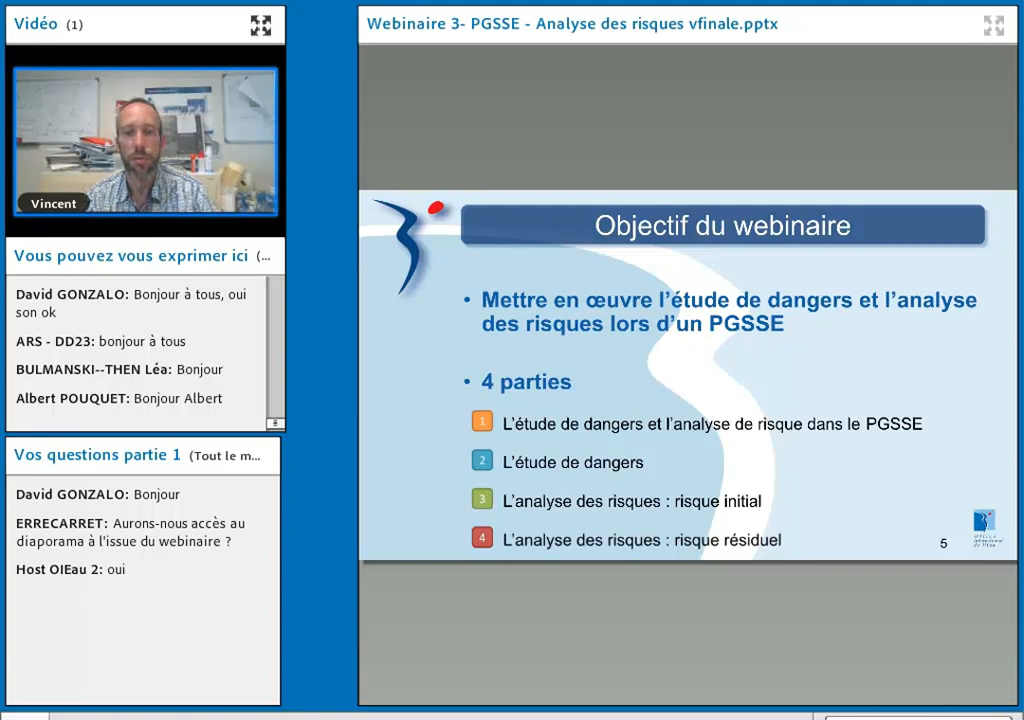 Vidéo (1)
Vincent
Vous pouvez vous exprimer ici (...
David GONZALO: Bonjour à tous, oui
son ok
ARS - DD23: bonjour à tous
BULMANSKI--THEN Léa: Bonjour
Albert POUQUET: Bonjour Albert
Vos questions partie 1 (Tout le m...
David GONZALO: Bonjour
ERRECARRET: Aurons-nous accès au
diaporama à l'issue du webinaire ?
Host OIEau 2: oui
Webinaire 3- PGSSE - Analyse des risques vfinale.pptx
Objectif du webinaire
• Mettre en œuvre l'étude de dangers et l'analyse
des risques lors d'un PGSSE
• 4 parties
1 L'étude de dangers et l'analyse de risque dans le PGSSE
2 L'étude de dangers
3 L'analyse des risques : risque initial
4 L'analyse des risques : risque résiduel
5